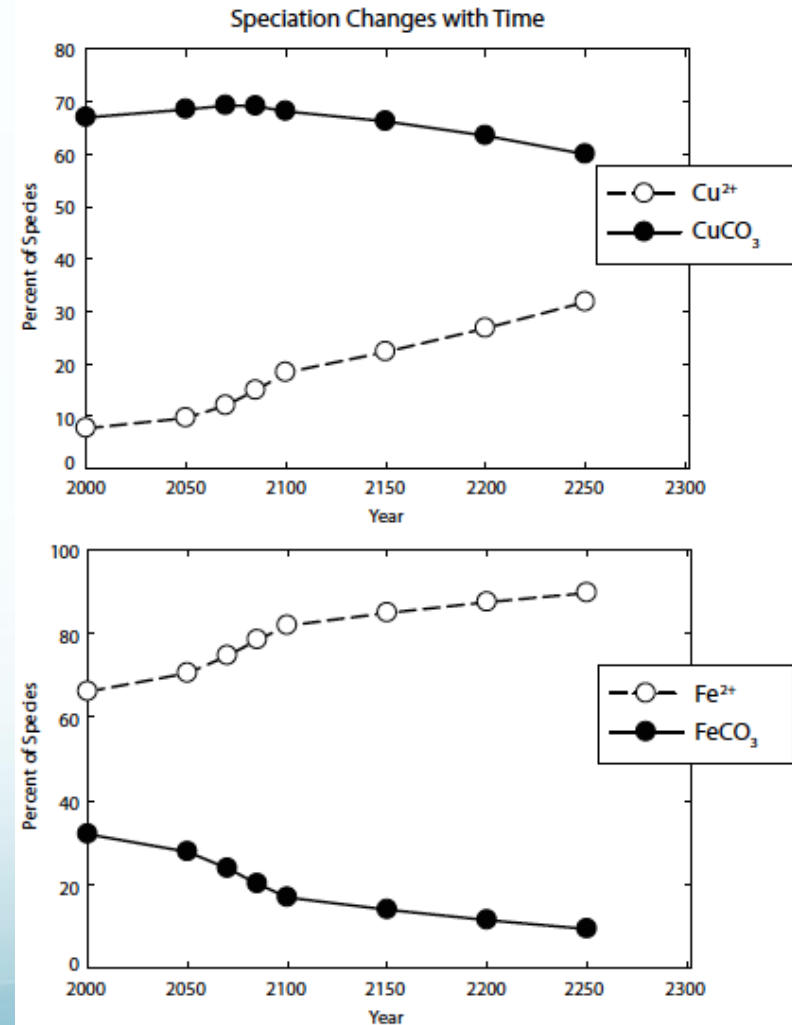 Speciation Changes with Time
80
70
60
50
40
30
20
10
0
Percent of Species
2000 2050 2100 2150 2200 2250 2300
Year
Cu²⁺
CuCO₃
100
80
60
40
20
0
Percent of Species
2000 2050 2100 2150 2200 2250 2300
Year
Fe²⁺
FeCO₃